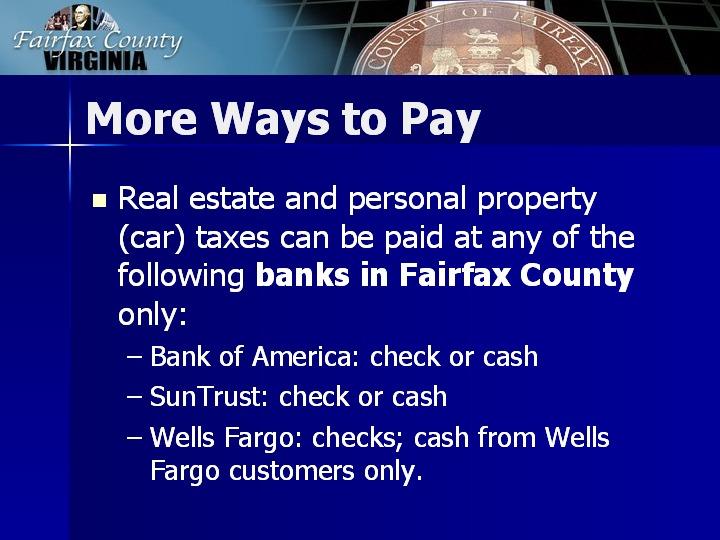 Fairfax County
VIRGINIA
COUNTY OF FAIRFAX
More Ways to Pay
Real estate and personal property
(car) taxes can be paid at any of the
following banks in Fairfax County
only:
– Bank of America: check or cash
– SunTrust: check or cash
– Wells Fargo: checks; cash from Wells
Fargo customers only.